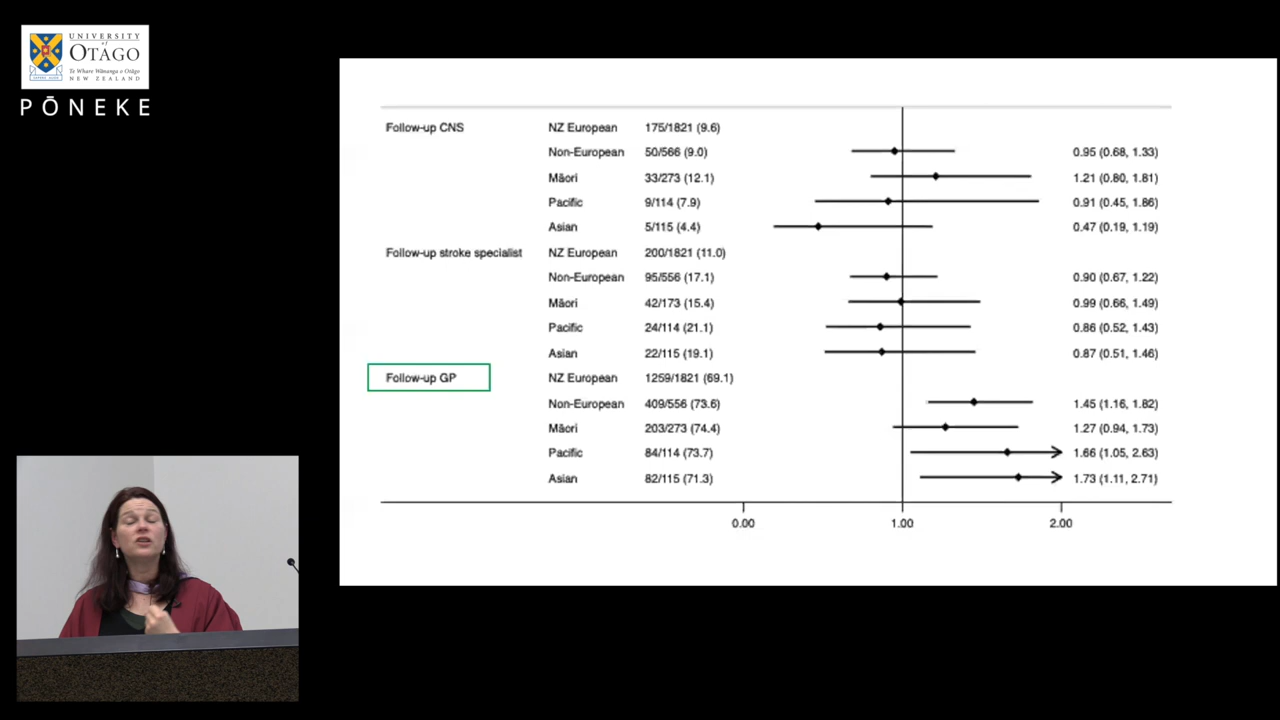 UNIVERSITY
of
OTAGO
Te Whare Wānanga o Otāgo
NEW ZEALAND
PŌNEKE
Follow-up CNS NZ European 175/1821 (9.6)
Non-European 50/566 (9.0) 0.95 (0.68, 1.33)
Māori 33/273 (12.1) 1.21 (0.80, 1.81)
Pacific 9/114 (7.9) 0.91 (0.45, 1.86)
Asian 5/115 (4.4) 0.47 (0.19, 1.19)
Follow-up stroke specialist NZ European 200/1821 (11.0)
Non-European 95/556 (17.1) 0.90 (0.67, 1.22)
Māori 42/173 (15.4) 0.99 (0.66, 1.49)
Pacific 24/114 (21.1) 0.86 (0.52, 1.43)
Asian 22/115 (19.1) 0.87 (0.51, 1.46)
Follow-up GP NZ European 1259/1821 (69.1)
Non-European 409/556 (73.6) 1.45 (1.16, 1.82)
Māori 203/273 (74.4) 1.27 (0.94, 1.73)
Pacific 84/114 (73.7) 1.66 (1.05, 2.63)
Asian 82/115 (71.3) 1.73 (1.11, 2.71)
0.00 1.00 2.00